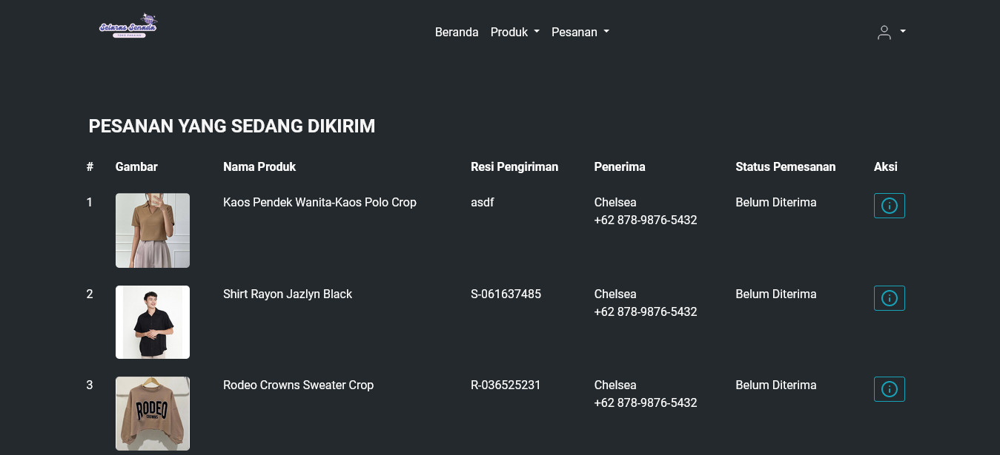 Selaras Senada
Beranda Produk Pesanan
PESANAN YANG SEDANG DIKIRIM
# Gambar Nama Produk Resi Pengiriman Penerima Status Pemesanan Aksi
1 Kaos Pendek Wanita-Kaos Polo Crop asdf Chelsea Belum Diterima
+62 878-9876-5432
2 Shirt Rayon Jazlyn Black S-061637485 Chelsea Belum Diterima
+62 878-9876-5432
3 Rodeo Crowns Sweater Crop R-036525231 Chelsea Belum Diterima
+62 878-9876-5432
RODEO
CROWNS